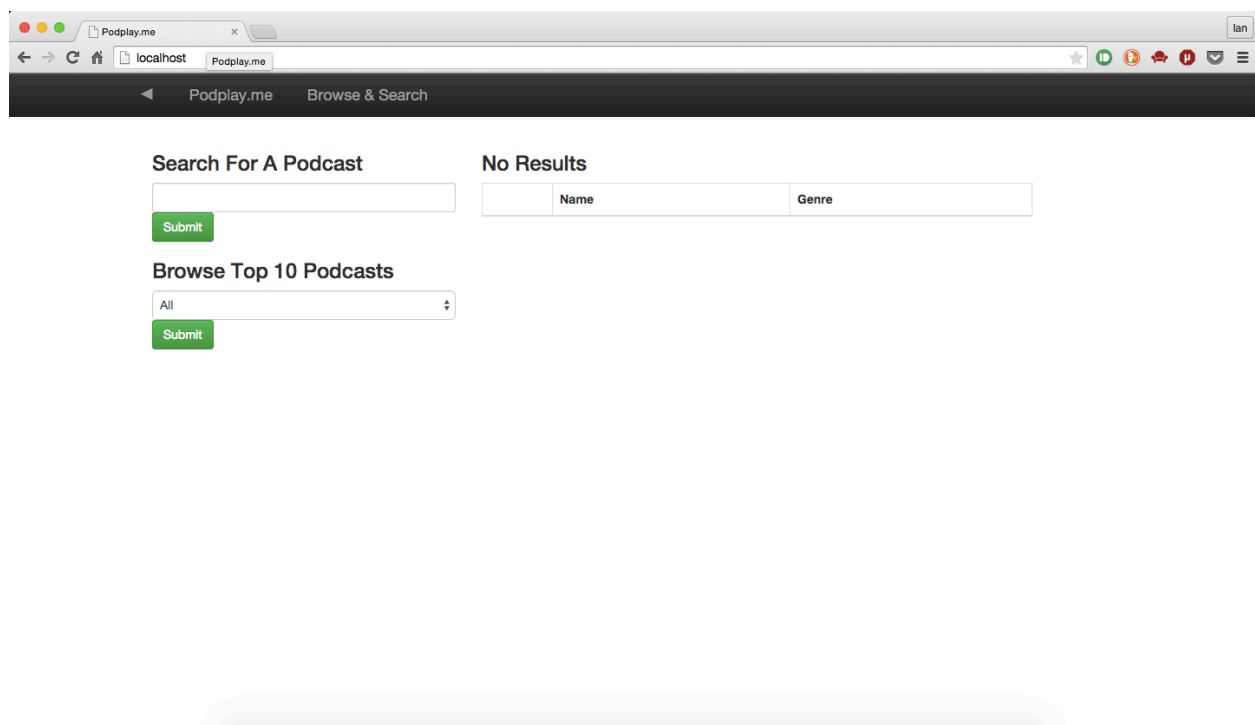 Podplay.me
Ian
localhost
Podplay.me
Podplay.me Browse & Search
Search For A Podcast
Submit
Browse Top 10 Podcasts
All
Submit
No Results
Name Genre